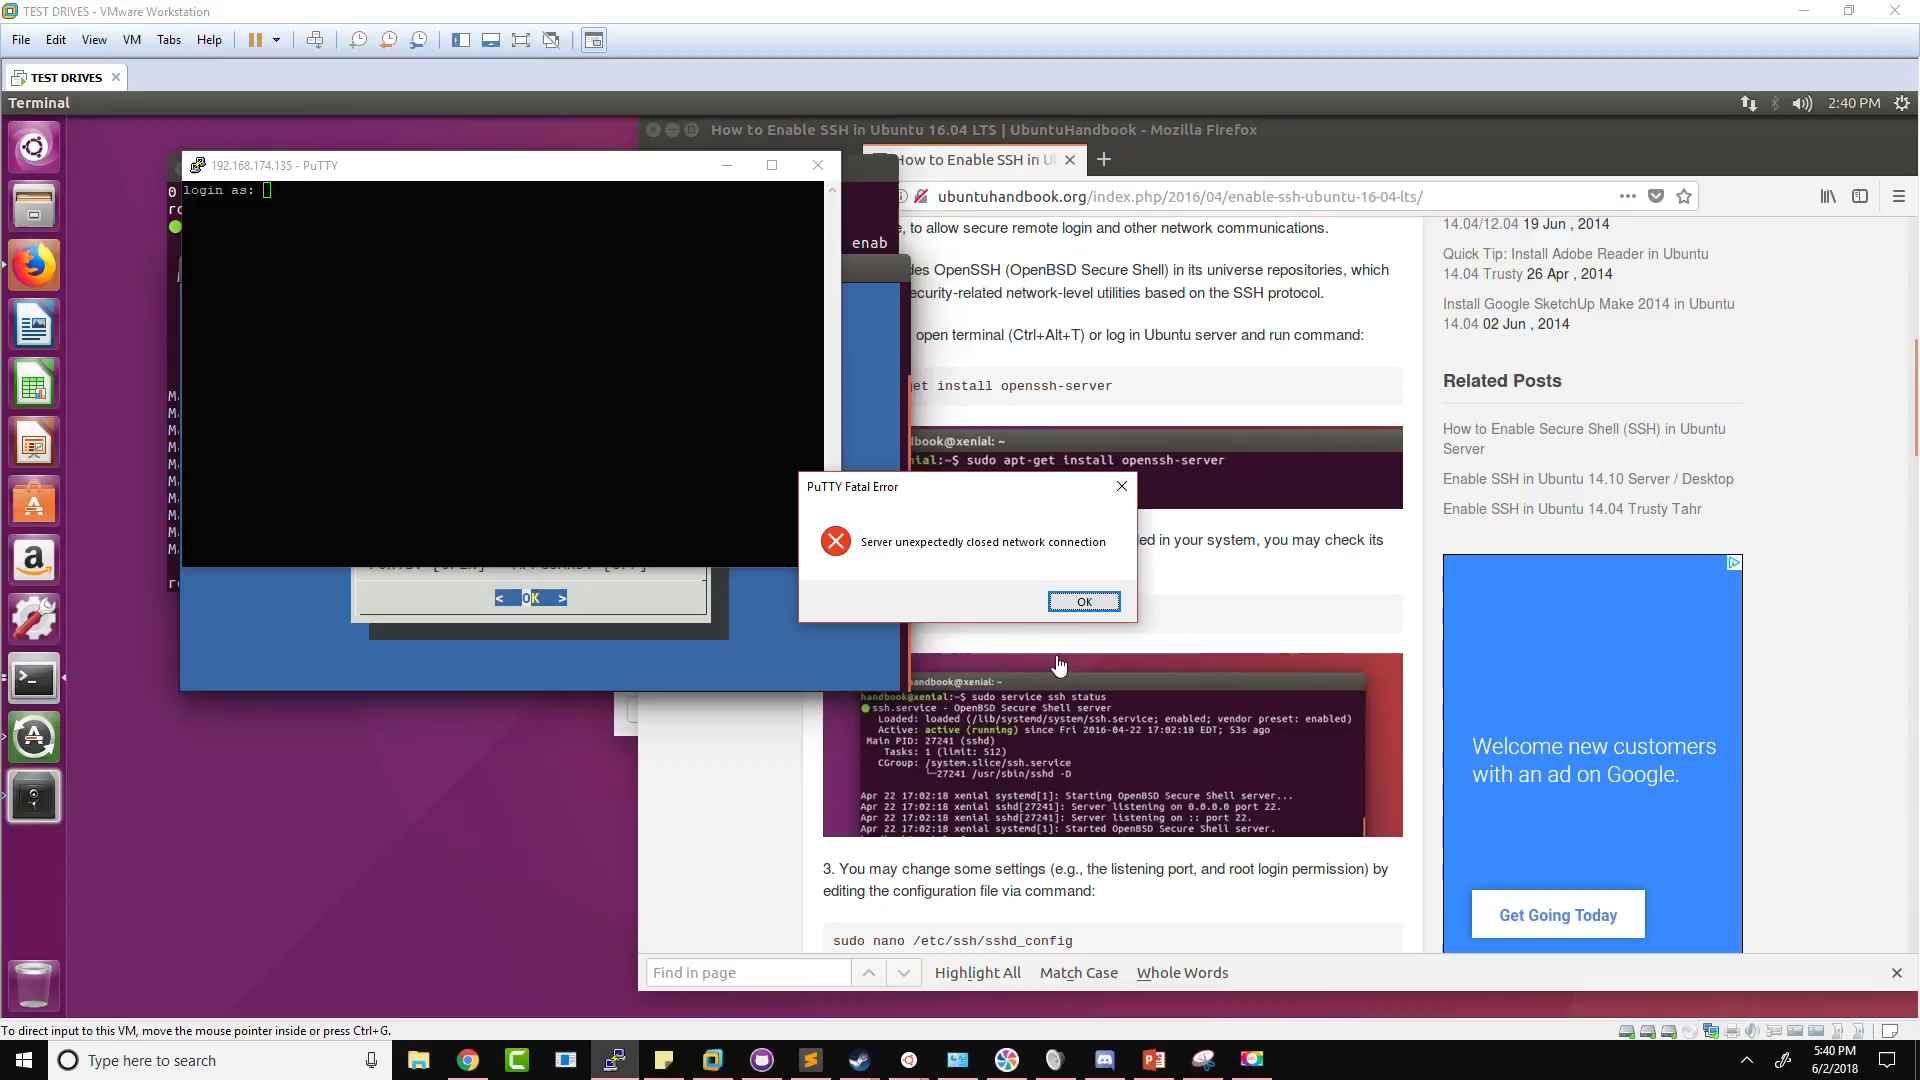 TEST DRIVES - VMware Workstation
File Edit View VM Tabs Help
TEST DRIVES
Terminal
2:40 PM
How to Enable SSH in Ubuntu 16.04 LTS | UbuntuHandbook - Mozilla Firefox
192.168.174.135 - PuTTY
login as:
How to Enable SSH in U
ubuntuhandbook.org/index.php/2016/04/enable-ssh-ubuntu-16-04-lts/
enab
e, to allow secure remote login and other network communications.
des OpenSSH (OpenBSD Secure Shell) in its universe repositories, which
ecurity-related network-level utilities based on the SSH protocol.
open terminal (Ctrl+Alt+T) or log in Ubuntu server and run command:
get install openssh-server
book@xenial: ~
nial:~$ sudo apt-get install openssh-server
PuTTY Fatal Error
Server unexpectedly closed network connection
OK
led in your system, you may check its
< OK >
handbook@xenial: ~
handbook@xenial:~$ sudo service ssh status
ssh.service - OpenBSD Secure Shell server
Loaded: loaded (/lib/systemd/system/ssh.service; enabled; vendor preset: enabled)
Active: active (running) since Fri 2016-04-22 17:02:18 EDT; 53s ago
Main PID: 27241 (sshd)
Tasks: 1 (limit: 512)
CGroup: /system.slice/ssh.service
└─27241 /usr/sbin/sshd -D
Apr 22 17:02:18 xenial systemd[1]: Starting OpenBSD Secure Shell server...
Apr 22 17:02:18 xenial sshd[27241]: Server listening on 0.0.0.0 port 22.
Apr 22 17:02:18 xenial sshd[27241]: Server listening on :: port 22.
Apr 22 17:02:18 xenial systemd[1]: Started OpenBSD Secure Shell server.
3. You may change some settings (e.g., the listening port, and root login permission) by
editing the configuration file via command:
sudo nano /etc/ssh/sshd_config
14.04/12.04 19 Jun , 2014
Quick Tip: Install Adobe Reader in Ubuntu
14.04 Trusty 26 Apr , 2014
Install Google SketchUp Make 2014 in Ubuntu
14.04 02 Jun , 2014
Related Posts
How to Enable Secure Shell (SSH) in Ubuntu
Server
Enable SSH in Ubuntu 14.10 Server / Desktop
Enable SSH in Ubuntu 14.04 Trusty Tahr
Welcome new customers
with an ad on Google.
Get Going Today
Find in page Highlight All Match Case Whole Words
To direct input to this VM, move the mouse pointer inside or press Ctrl+G.
Type here to search
5:40 PM
6/2/2018